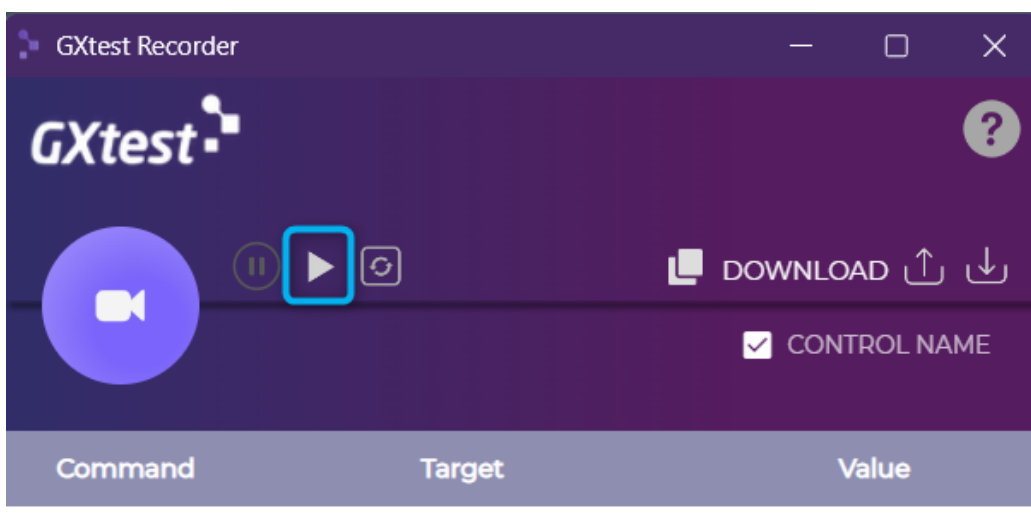 GXtest Recorder
GXtest
?
DOWNLOAD
CONTROL NAME
Command Target Value